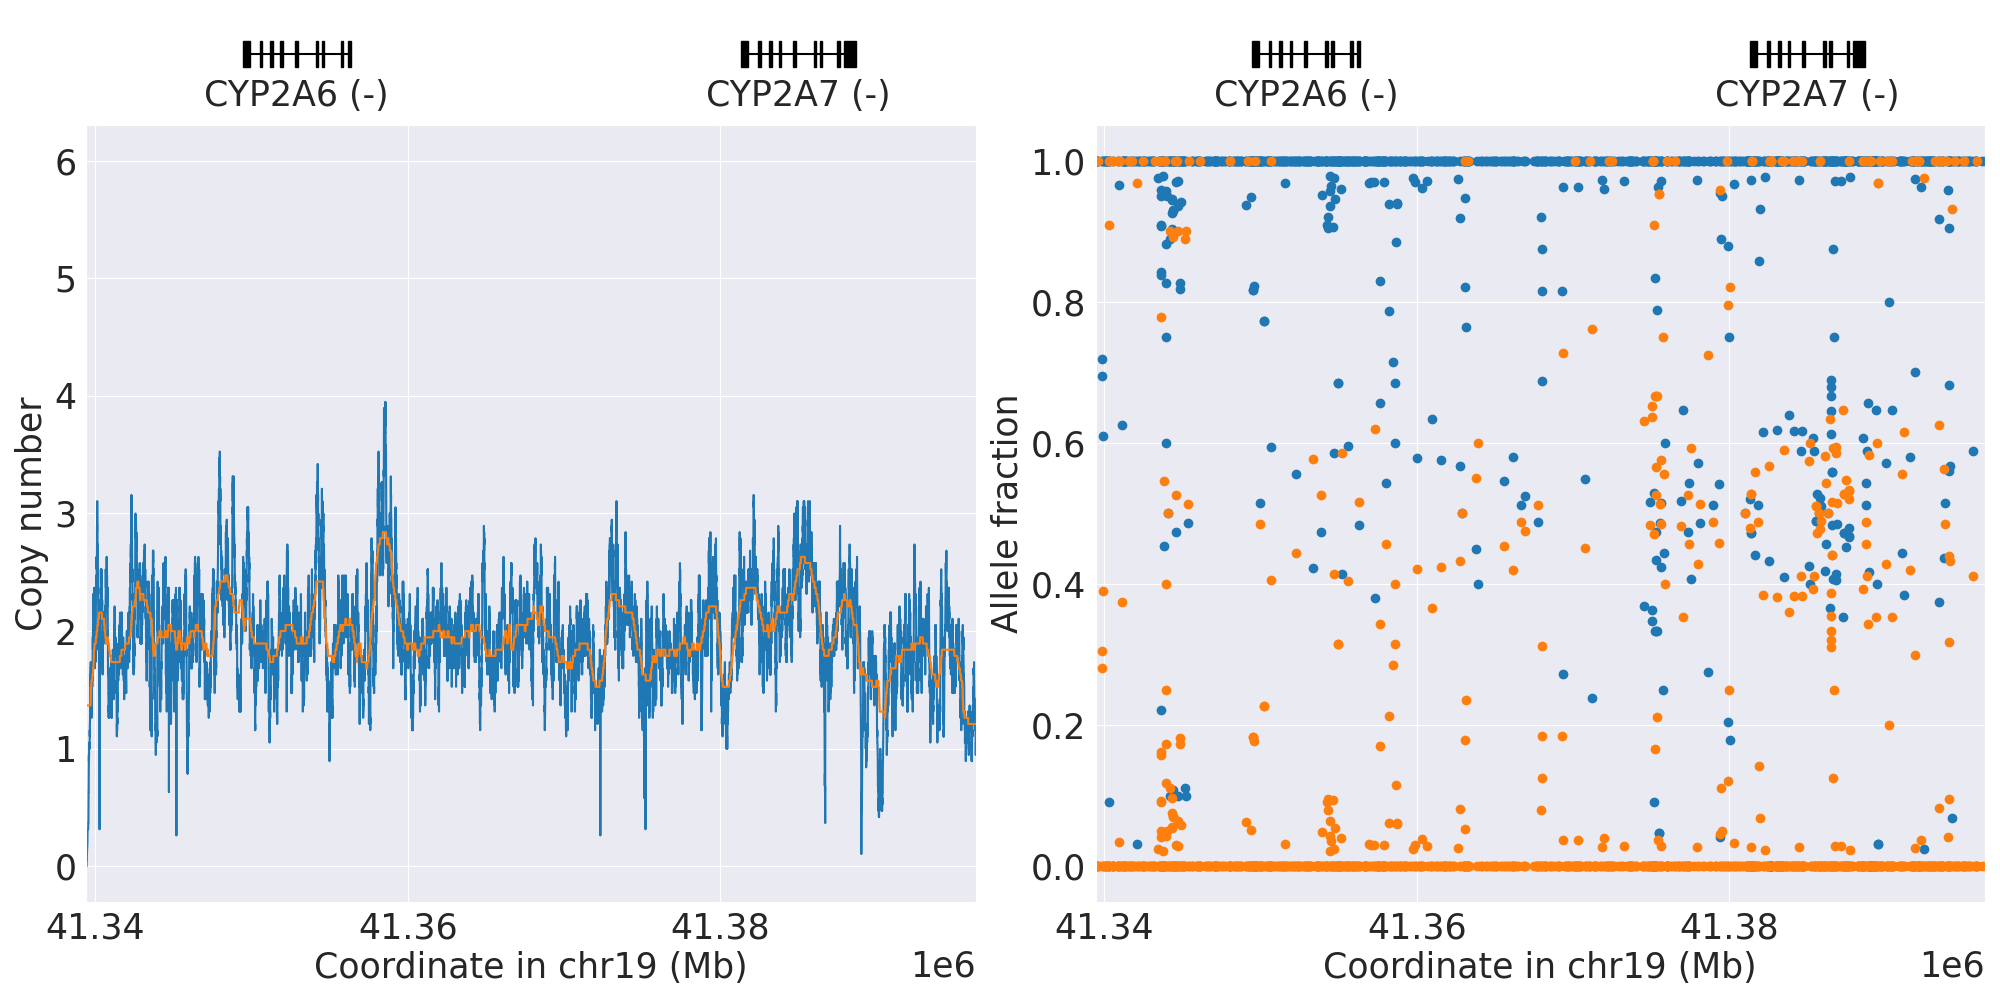 CYP2A6 (-)
CYP2A7 (-)
6
5
4
3
2
1
0
Copy number
41.34
41.36
41.38
Coordinate in chr19 (Mb)
1e6
CYP2A6 (-)
CYP2A7 (-)
1.0
0.8
0.6
0.4
0.2
0.0
Allele fraction
41.34
41.36
41.38
Coordinate in chr19 (Mb)
1e6